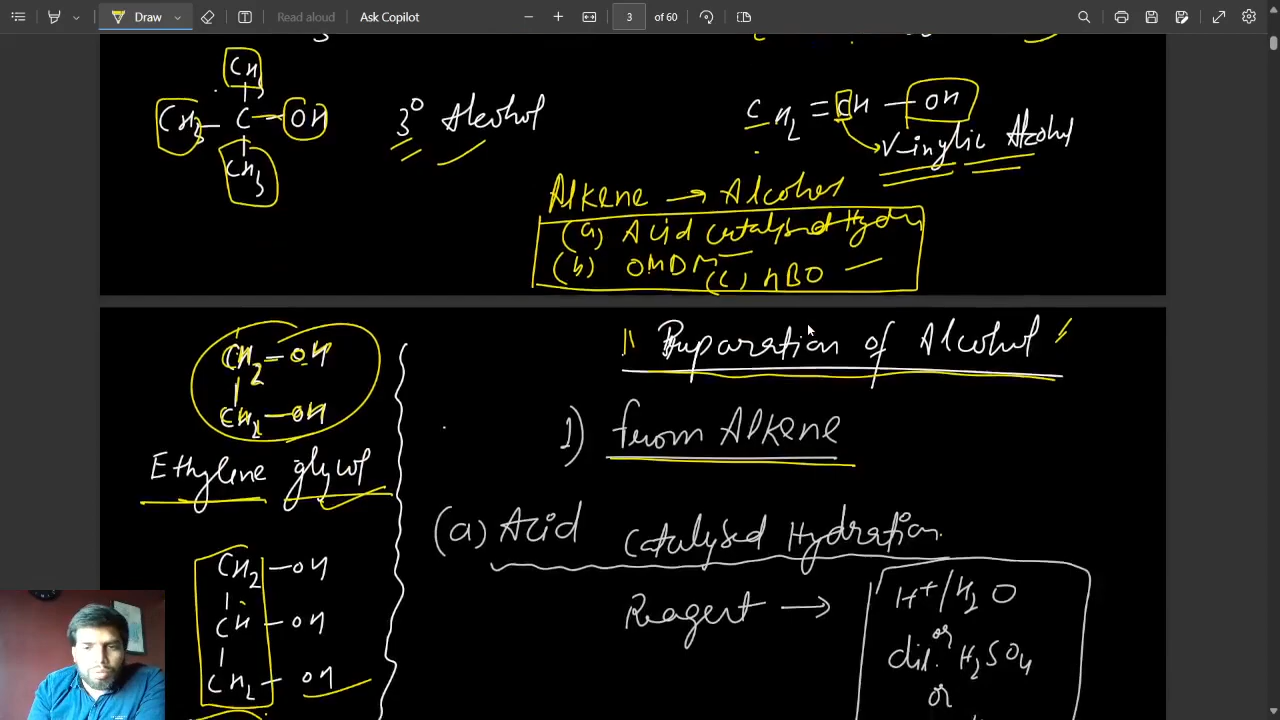 Draw
Read aloud
Ask Copilot
3
of 60
CH3
CH3 – C – OH
CH3
3° Alcohol
CH2 = CH – OH
V-inylic Alcohol
Alkene → Alcohol
(a) Acid catalysed Hydra
(b) OMDM (c) HBO
CH2 – OH
CH2 – OH
Ethylene glycol
CH2 – OH
CH – OH
CH2 – OH
" Preparation of Alcohol "
1) from Alkene
(a) Acid Catalysed Hydration
Reagent → H+/H2O
or
dil. H2SO4
or